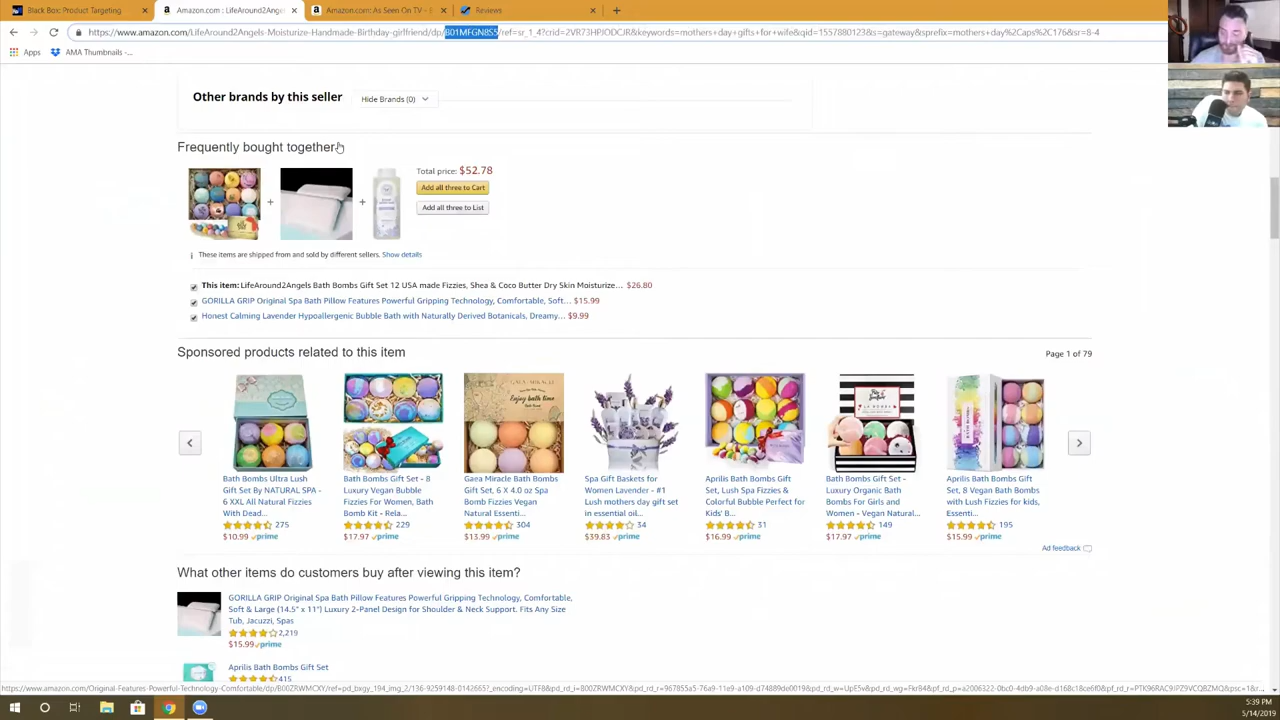 Black Box: Product Targeting
Amazon.com : LifeAround2Angels
Amazon.com: As Seen On TV -
Reviews
https://www.amazon.com/LifeAround2Angels-Moisturize-Handmade-Birthday-girlfriend/dp/B01MFGN8S5/ref=sr_1_4?crid=2VR73HPJODCJR&keywords=mothers+day+gifts+for+wife&qid=1557880123&s=gateway&sprefix=mothers+day+%2Caps%2C176&sr=8-4
Apps
AMA Thumbnails -
Other brands by this seller
Hide Brands (0)
Frequently bought together
Total price: $52.78
Add all three to Cart
Add all three to List
These items are shipped from and sold by different sellers. Show details
This item: LifeAround2Angels Bath Bombs Gift Set 12 USA made Fizzies, Shea & Coco Butter Dry Skin Moisturize... $26.80
GORILLA GRIP Original Spa Bath Pillow Features Powerful Gripping Technology, Comfortable, Soft... $15.99
Honest Calming Lavender Hypoallergenic Bubble Bath with Naturally Derived Botanicals, Dreamy... $9.99
Sponsored products related to this item
Page 1 of 79
Bath Bombs Ultra Lush
Gift Set By NATURAL SPA -
6 XXL All Natural Fizzies
With Dead...
275
$10.99 prime
Bath Bombs Gift Set - 8
Luxury Vegan Bubble
Fizzies For Women, Bath
Bomb Kit - Rela...
229
$17.97 prime
Gaea Miracle Bath Bombs
Gift Set, 6 X 4.0 oz Spa
Bomb Fizzies Vegan
Natural Essenti...
304
$13.99 prime
Spa Gift Baskets for
Women Lavender - #1
Lush mothers day gift set
in essential oil...
34
$39.83 prime
Aprilis Bath Bombs Gift
Set, Lush Spa Fizzies &
Colorful Bubble Perfect for
Kids' B...
31
$16.99 prime
Bath Bombs Gift Set -
Luxury Organic Bath
Bombs For Girls and
Women - Vegan Natural...
149
$17.97 prime
Aprilis Bath Bombs Gift
Set, 8 Vegan Bath Bombs
with Lush Fizzies for kids,
Essenti...
195
$15.99 prime
Ad feedback
What other items do customers buy after viewing this item?
GORILLA GRIP Original Spa Bath Pillow Features Powerful Gripping Technology, Comfortable,
Soft & Large (14.5" x 11") Luxury 2-Panel Design for Shoulder & Neck Support. Fits Any Size
Tub, Jacuzzi, Spas
2,219
$15.99 prime
Aprilis Bath Bombs Gift Set
415
5:39 PM
5/14/2019